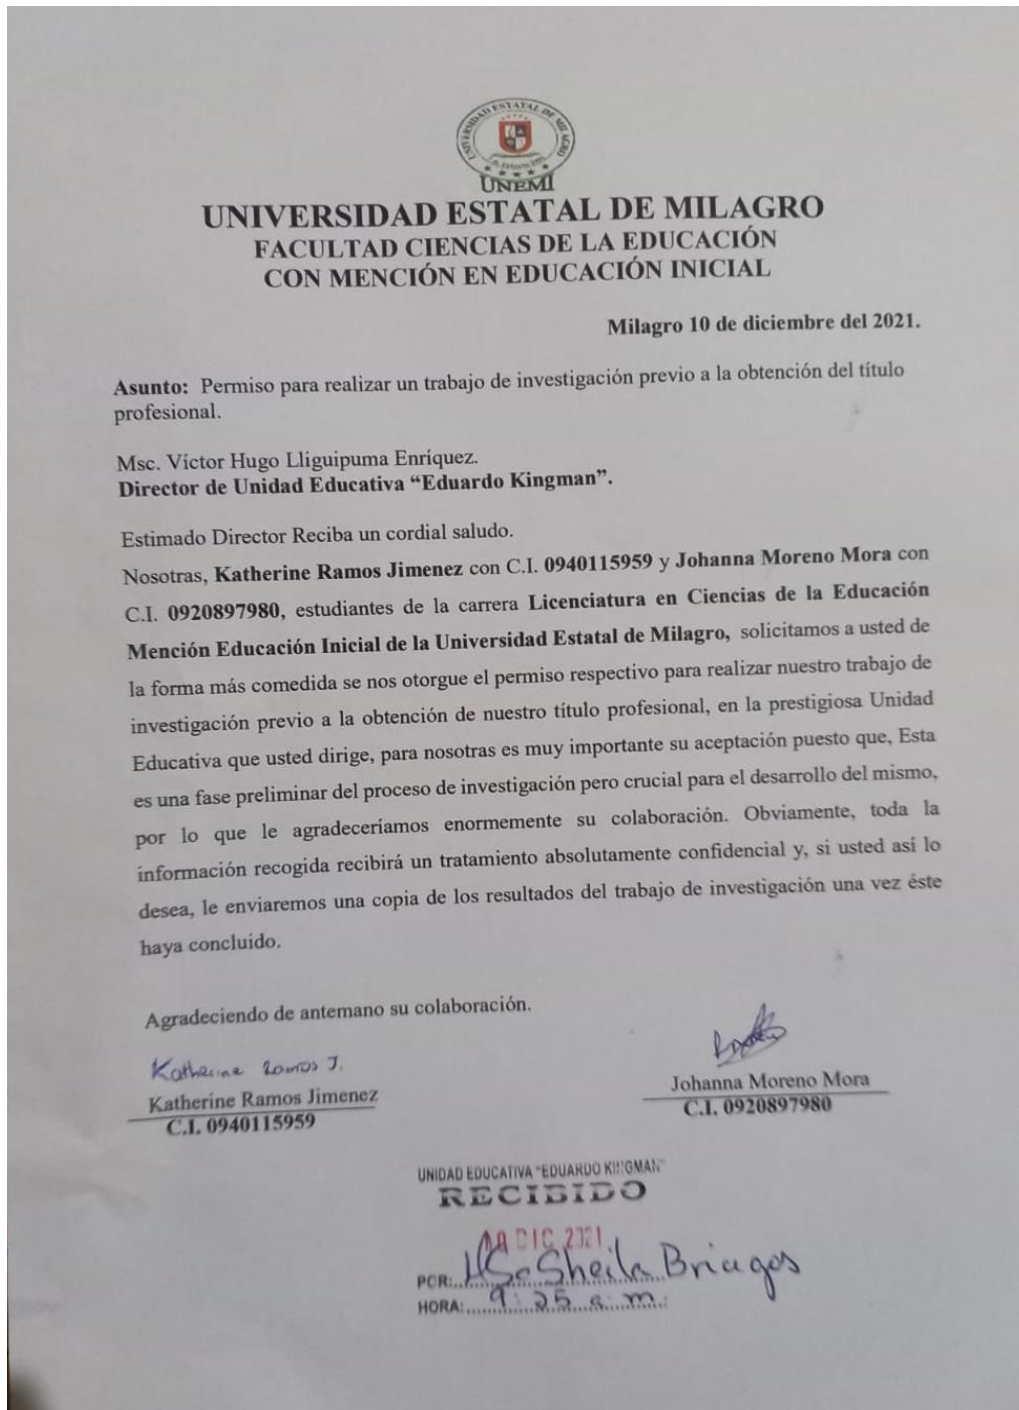 UNIVERSIDAD ESTATAL DE MILAGRO
UNEMI
UNIVERSIDAD ESTATAL DE MILAGRO
FACULTAD CIENCIAS DE LA EDUCACIÓN
CON MENCIÓN EN EDUCACIÓN INICIAL
Milagro 10 de diciembre del 2021.
Asunto: Permiso para realizar un trabajo de investigación previo a la obtención del título
profesional.
Msc. Víctor Hugo Lliguipuma Enríquez.
Director de Unidad Educativa “Eduardo Kingman”.
Estimado Director Reciba un cordial saludo.
Nosotras, Katherine Ramos Jimenez con C.I. 0940115959 y Johanna Moreno Mora con
C.I. 0920897980, estudiantes de la carrera Licenciatura en Ciencias de la Educación
Mención Educación Inicial de la Universidad Estatal de Milagro, solicitamos a usted de
la forma más comedida se nos otorgue el permiso respectivo para realizar nuestro trabajo de
investigación previo a la obtención de nuestro título profesional, en la prestigiosa Unidad
Educativa que usted dirige, para nosotras es muy importante su aceptación puesto que, Esta
es una fase preliminar del proceso de investigación pero crucial para el desarrollo del mismo,
por lo que le agradeceríamos enormemente su colaboración. Obviamente, toda la
información recogida recibirá un tratamiento absolutamente confidencial y, si usted así lo
desea, le enviaremos una copia de los resultados del trabajo de investigación una vez éste
haya concluido.
Agradeciendo de antemano su colaboración.
Katherine Ramos J.
Katherine Ramos Jimenez
C.I. 0940115959
Johanna Moreno Mora
C.I. 0920897980
UNIDAD EDUCATIVA "EDUARDO KINGMAN"
RECIBIDO
DIC 2021
POR: Sheila Briagos
HORA: 9:25 a.m.